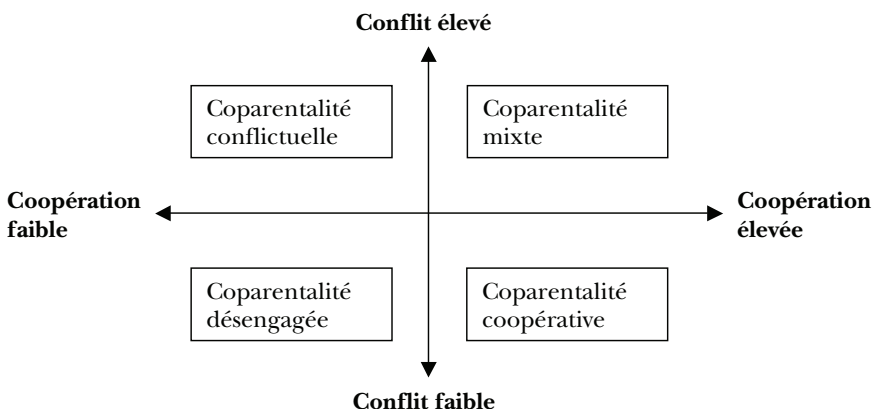 Conflit élevé
Coparentalité
conflictuelle
Coparentalité
mixte
Coopération
faible
Coopération
élevée
Coparentalité
désengagée
Coparentalité
coopérative
Conflit faible